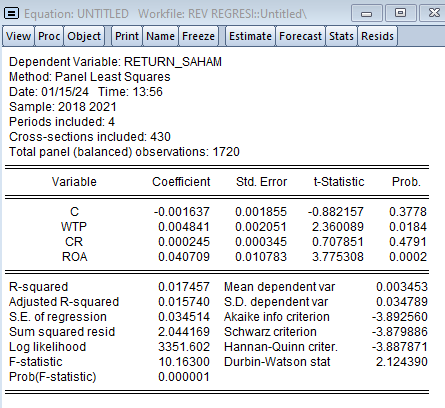 Equation: UNTITLED Workfile: REV REGRESI::Untitled\
View Proc Object Print Name Freeze Estimate Forecast Stats Resids
Dependent Variable: RETURN_SAHAM
Method: Panel Least Squares
Date: 01/15/24 Time: 13:56
Sample: 2018 2021
Periods included: 4
Cross-sections included: 430
Total panel (balanced) observations: 1720
Variable Coefficient Std. Error t-Statistic Prob.
C -0.001637 0.001855 -0.882157 0.3778
WTP 0.004841 0.002051 2.360089 0.0184
CR 0.000245 0.000345 0.707851 0.4791
ROA 0.040709 0.010783 3.775308 0.0002
R-squared 0.017457 Mean dependent var 0.003453
Adjusted R-squared 0.015740 S.D. dependent var 0.034789
S.E. of regression 0.034514 Akaike info criterion -3.892560
Sum squared resid 2.044169 Schwarz criterion -3.879886
Log likelihood 3351.602 Hannan-Quinn criter. -3.887871
F-statistic 10.16300 Durbin-Watson stat 2.124390
Prob(F-statistic) 0.000001